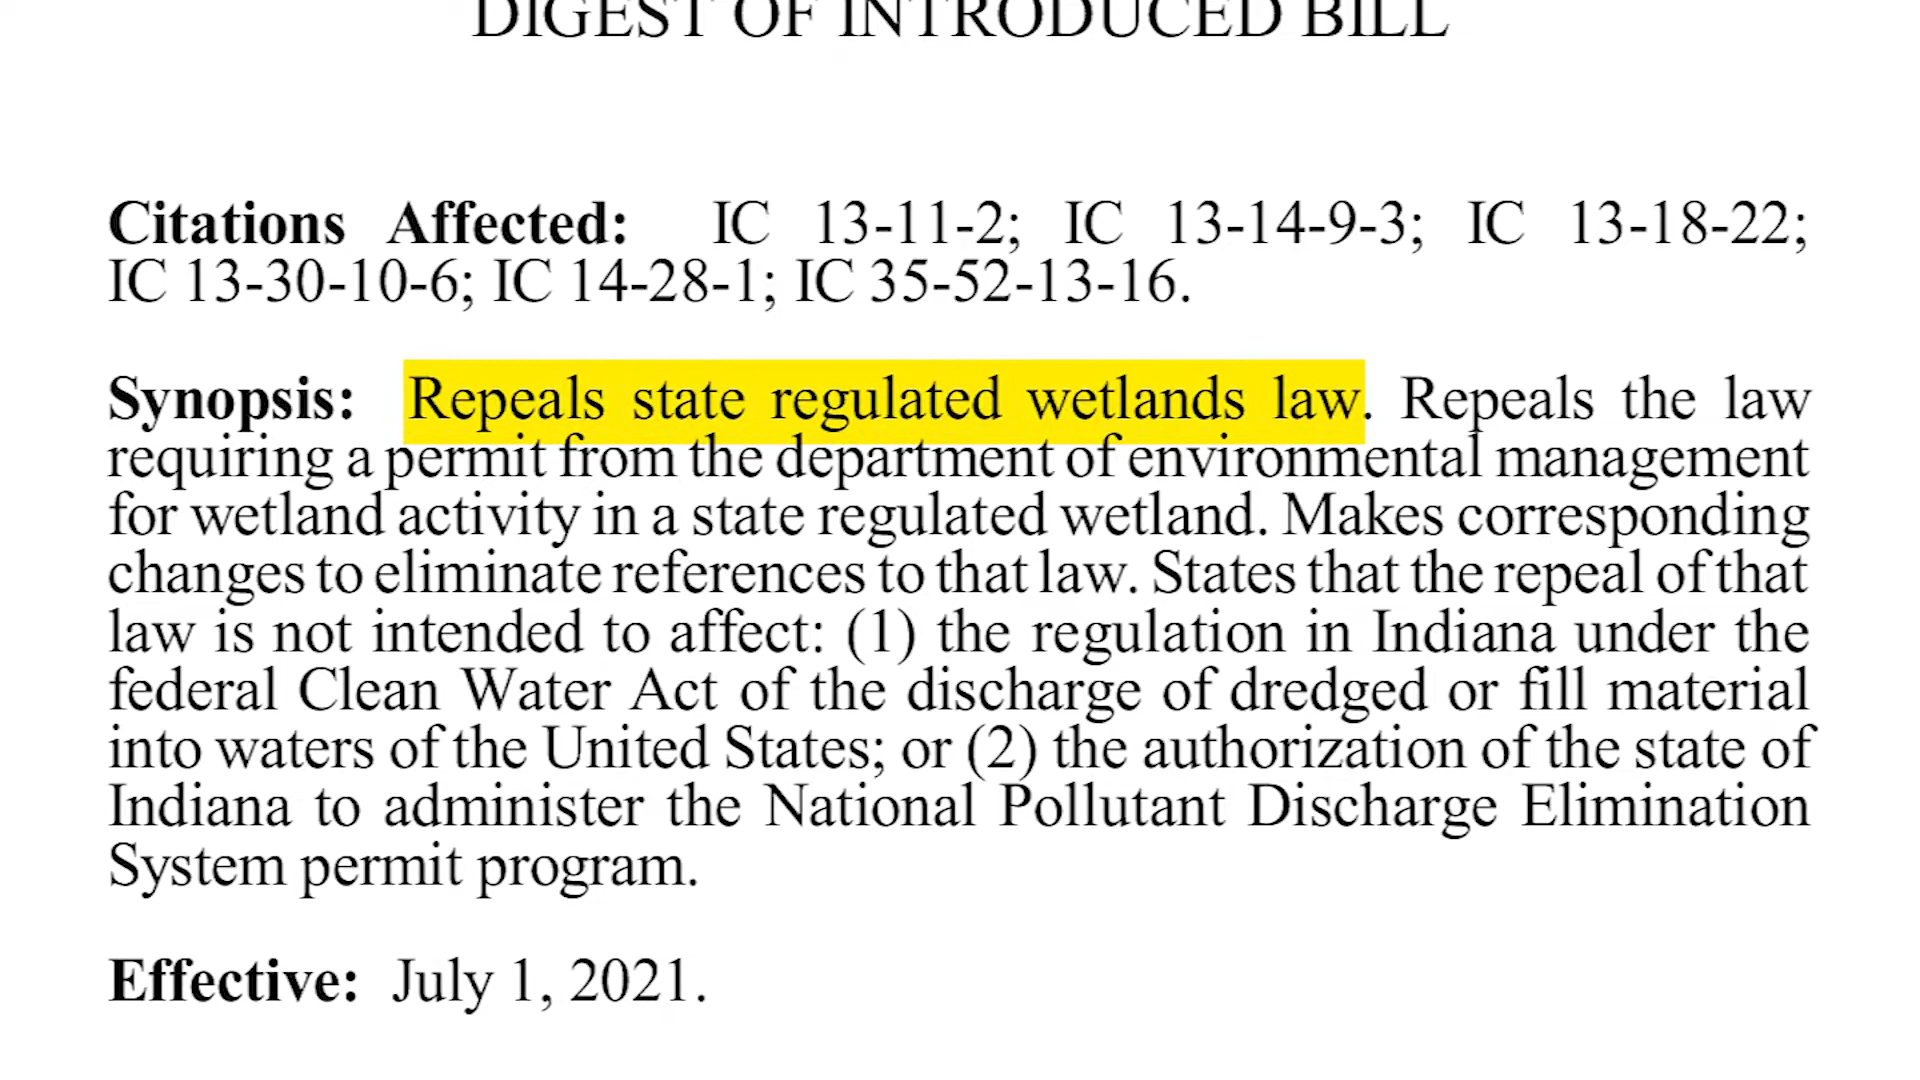 DIGEST OF INTRODUCED BILL
Citations Affected: IC 13-11-2; IC 13-14-9-3; IC 13-18-22;
IC 13-30-10-6; IC 14-28-1; IC 35-52-13-16.
Synopsis: Repeals state regulated wetlands law. Repeals the law
requiring a permit from the department of environmental management
for wetland activity in a state regulated wetland. Makes corresponding
changes to eliminate references to that law. States that the repeal of that
law is not intended to affect: (1) the regulation in Indiana under the
federal Clean Water Act of the discharge of dredged or fill material
into waters of the United States; or (2) the authorization of the state of
Indiana to administer the National Pollutant Discharge Elimination
System permit program.
Effective: July 1, 2021.